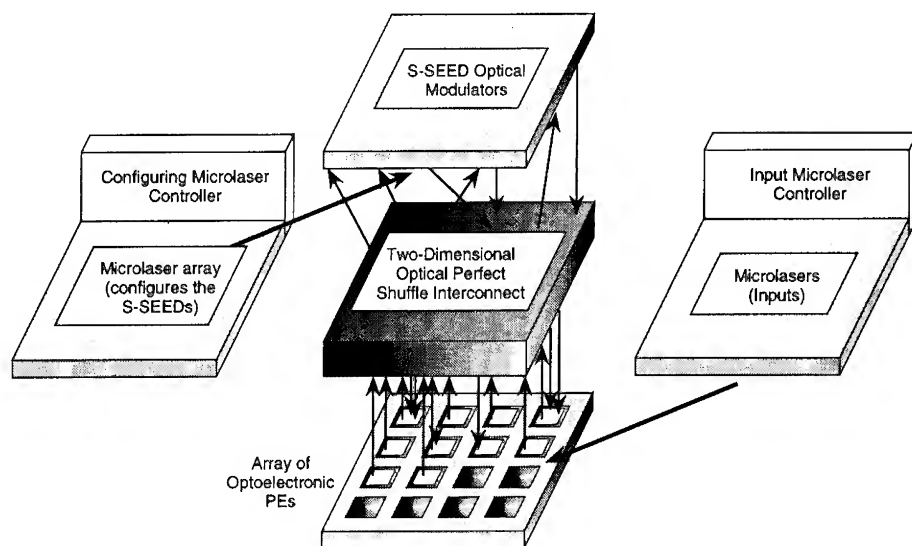 S-SEED Optical
Modulators
Configuring Microlaser
Controller
Input Microlaser
Controller
Microlaser array
(configures the
S-SEEDs)
Two-Dimensional
Optical Perfect
Shuffle Interconnect
Microlasers
(Inputs)
Array of
Optoelectronic
PEs